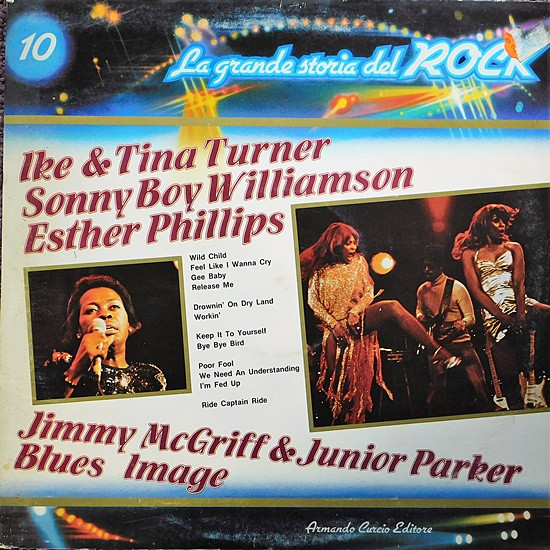 10
La grande storia del ROCK
Ike & Tina Turner
Sonny Boy Williamson
Esther Phillips
Wild Child
Feel Like I Wanna Cry
Gee Baby
Release Me
Drownin' On Dry Land
Workin'
Keep It To Yourself
Bye Bye Bird
Poor Fool
We Need An Understanding
I'm Fed Up
Ride Captain Ride
Jimmy McGriff & Junior Parker
Blues Image
Armando Curcio Editore